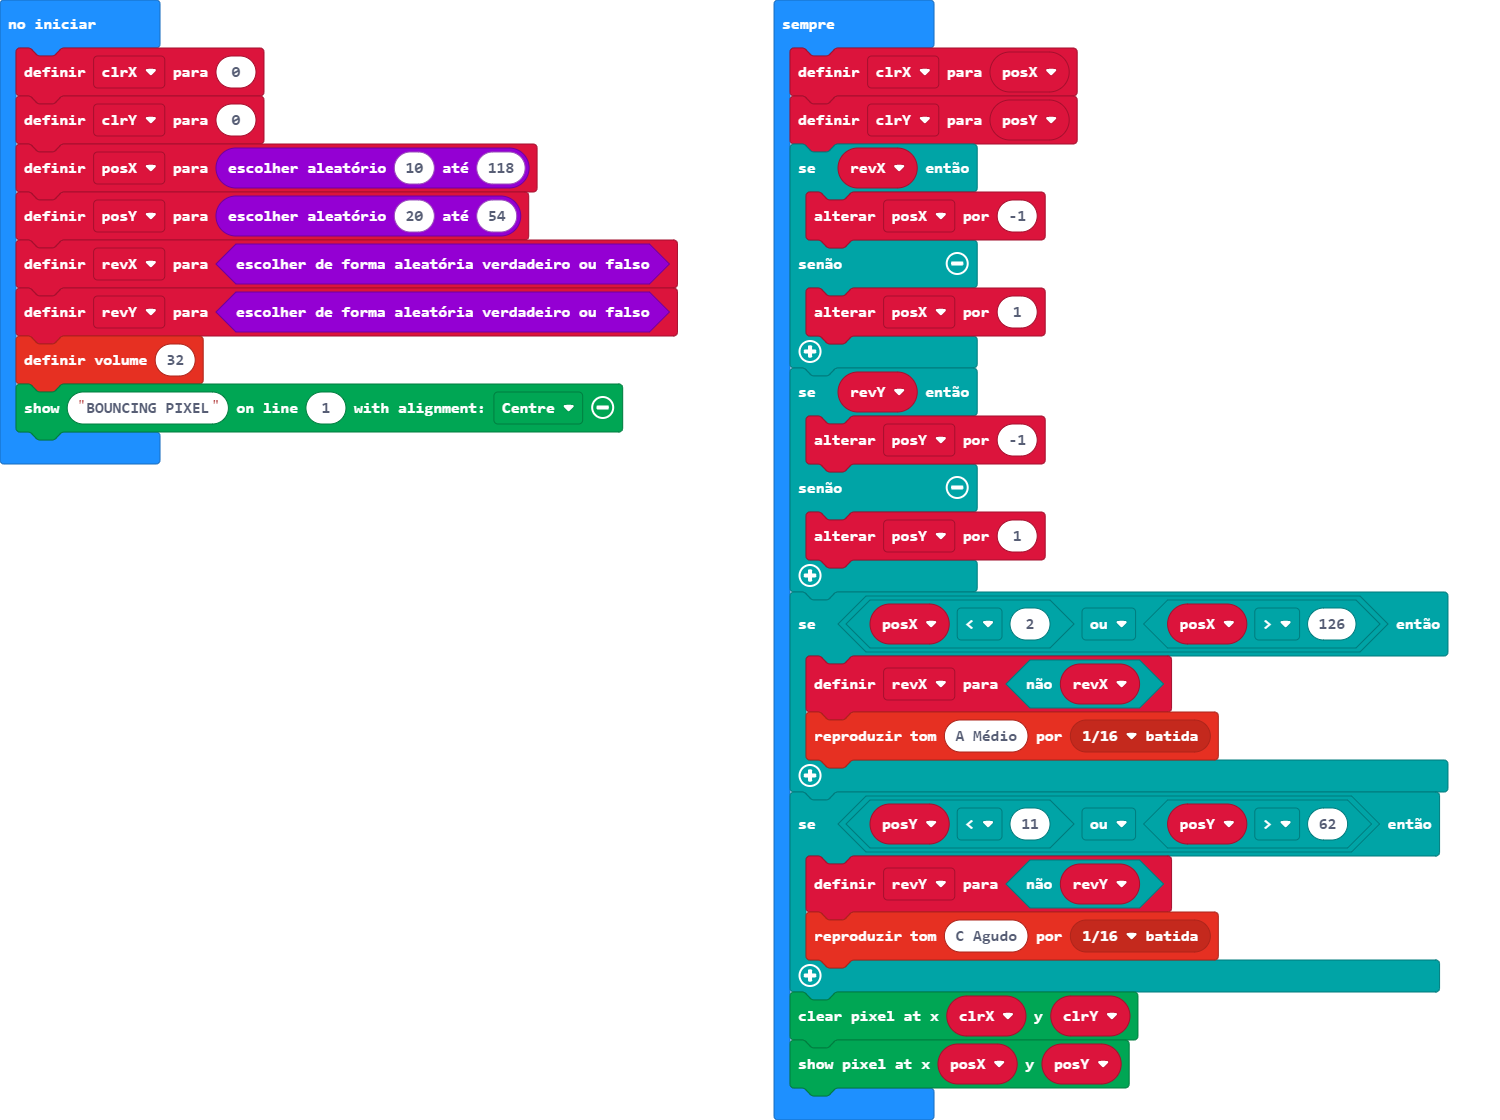 no iniciar
definir clrX para 0
definir clrY para 0
definir posX para escolher aleatório 10 até 118
definir posY para escolher aleatório 20 até 54
definir revX para escolher de forma aleatória verdadeiro ou falso
definir revY para escolher de forma aleatória verdadeiro ou falso
definir volume 32
show "BOUNCING PIXEL" on line 1 with alignment: Centre
sempre
definir clrX para posX
definir clrY para posY
se revX então
alterar posX por -1
senão
alterar posX por 1
se revY então
alterar posY por -1
senão
alterar posY por 1
se posX < 2 ou posX > 126 então
definir revX para não revX
reproduzir tom A Médio por 1/16 batida
se posY < 11 ou posY > 62 então
definir revY para não revY
reproduzir tom C Agudo por 1/16 batida
clear pixel at x clrX y clrY
show pixel at x posX y posY